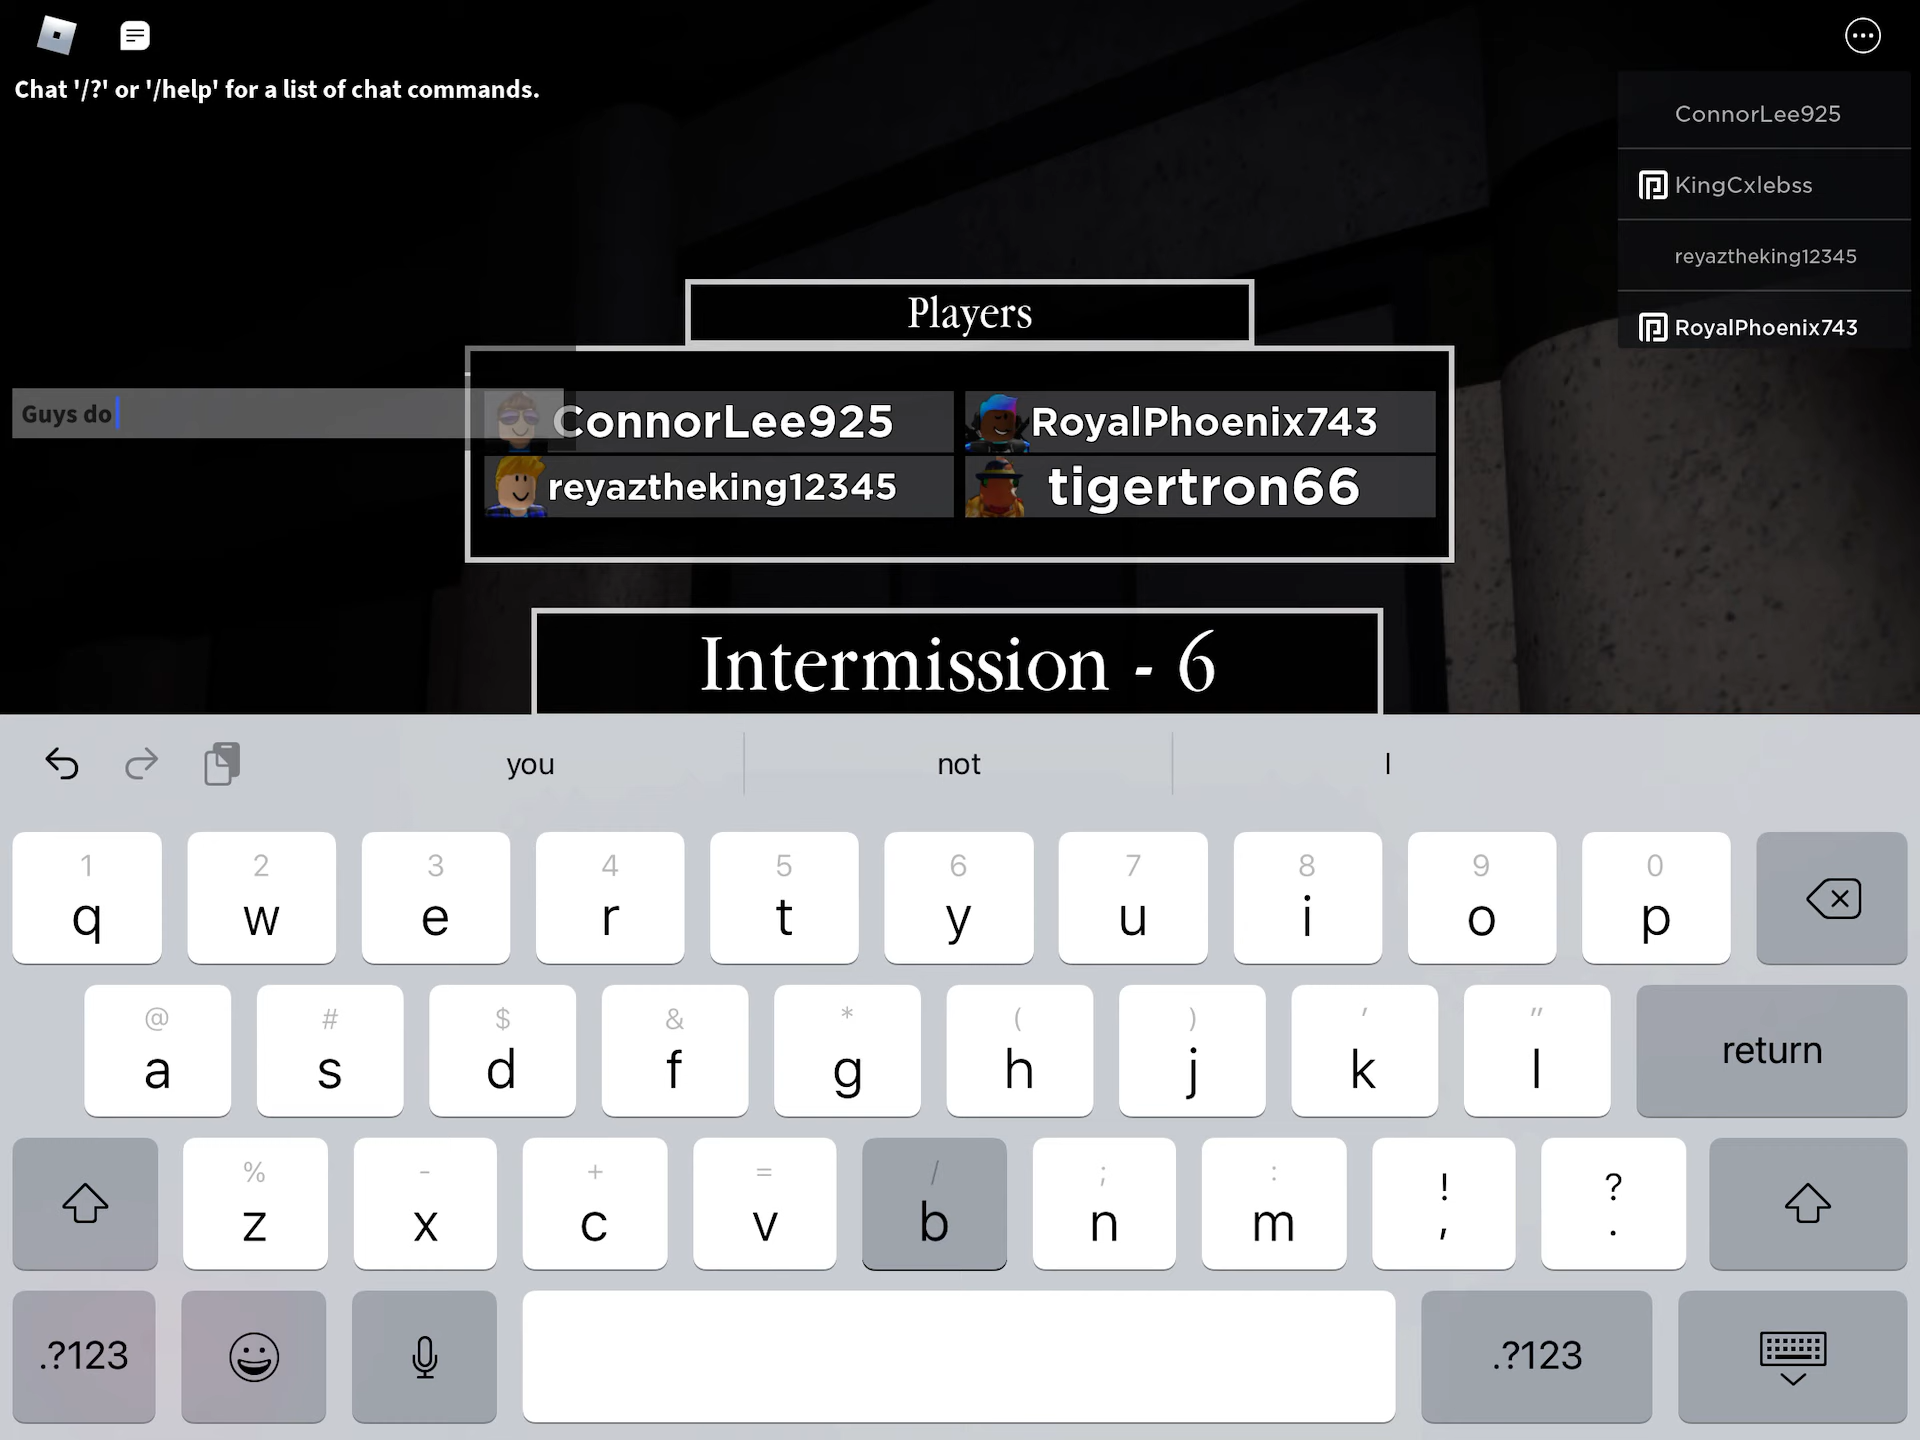 Chat '/?' or '/help' for a list of chat commands.
ConnorLee925
KingCxlebss
reyaztheking12345
RoyalPhoenix743
Players
Guys do
ConnorLee925
RoyalPhoenix743
reyaztheking12345
tigertron66
Intermission - 6
you
not
I
1 2 3 4 5 6 7 8 9 0
q w e r t y u i o p
@ # $ & * ( ) ' "
a s d f g h j k l return
% - + = / ; : ! ?
z x c v b n m , .
.?123 .?123